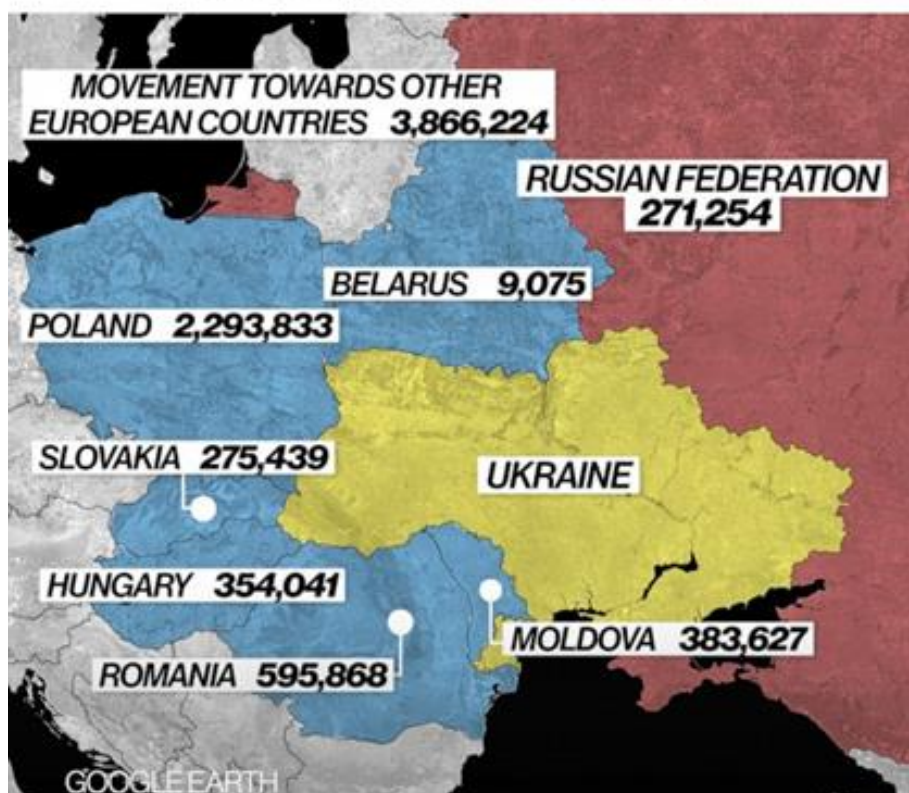 MOVEMENT TOWARDS OTHER
EUROPEAN COUNTRIES 3,866,224
RUSSIAN FEDERATION
271,254
BELARUS 9,075
POLAND 2,293,833
SLOVAKIA 275,439
UKRAINE
HUNGARY 354,041
MOLDOVA 383,627
ROMANIA 595,868
GOOGLE EARTH